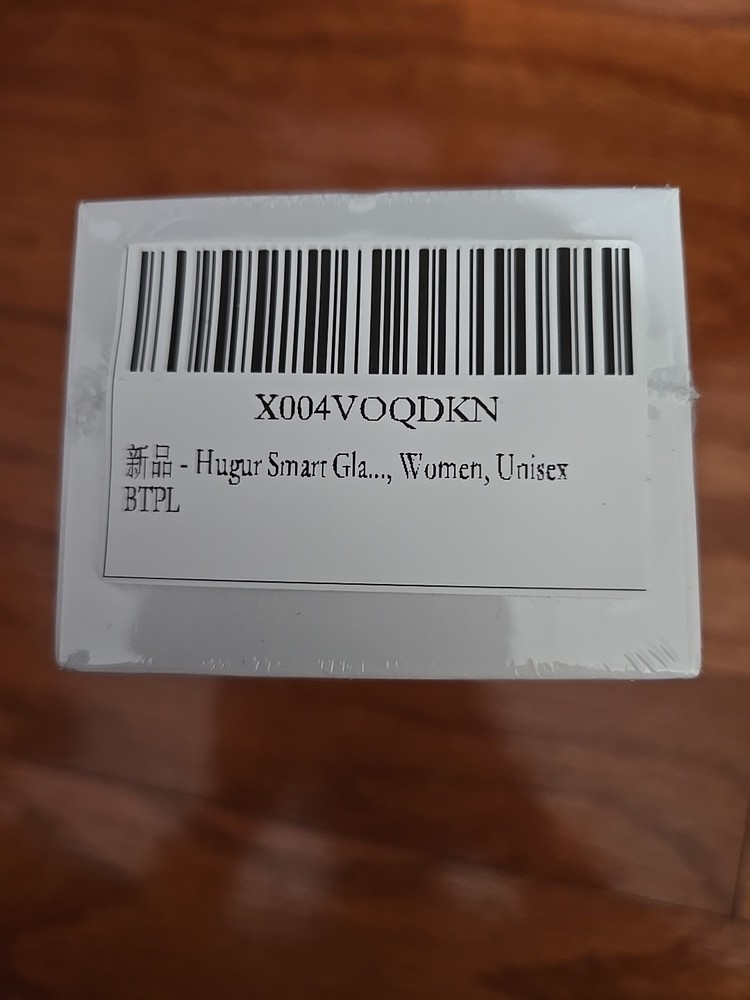 X004VOQDKN
新品 - Hugur Smart Gla..., Women, Unisex
BTPL